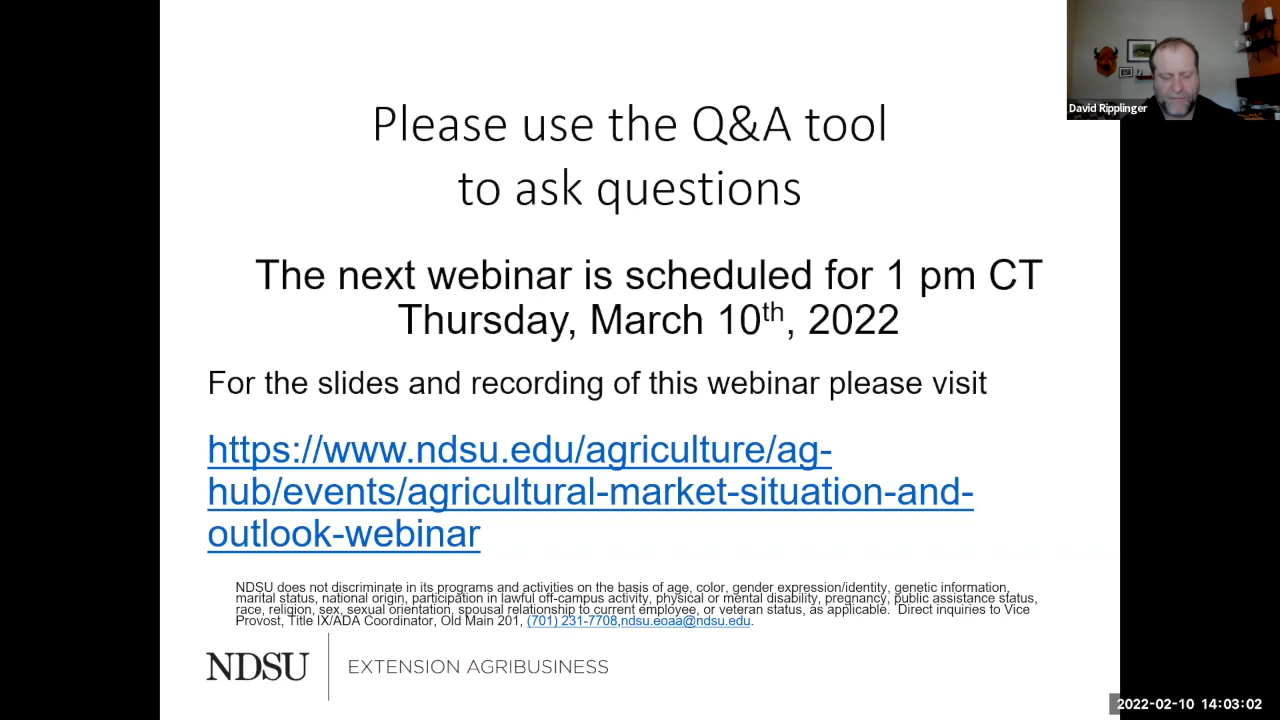 Please use the Q&A tool
to ask questions
David Ripplinger
The next webinar is scheduled for 1 pm CT
Thursday, March 10th, 2022
For the slides and recording of this webinar please visit
https://www.ndsu.edu/agriculture/ag-
hub/events/agricultural-market-situation-and-
outlook-webinar
NDSU does not discriminate in its programs and activities on the basis of age, color, gender expression/identity, genetic information,
marital status, national origin, participation in lawful off-campus activity, physical or mental disability, pregnancy, public assistance status,
race, religion, sex, sexual orientation, spousal relationship to current employee, or veteran status, as applicable. Direct inquiries to Vice
Provost, Title IX/ADA Coordinator, Old Main 201, (701) 231-7708,ndsu.eoaa@ndsu.edu.
NDSU EXTENSION AGRIBUSINESS
2022-02-10 14:03:02